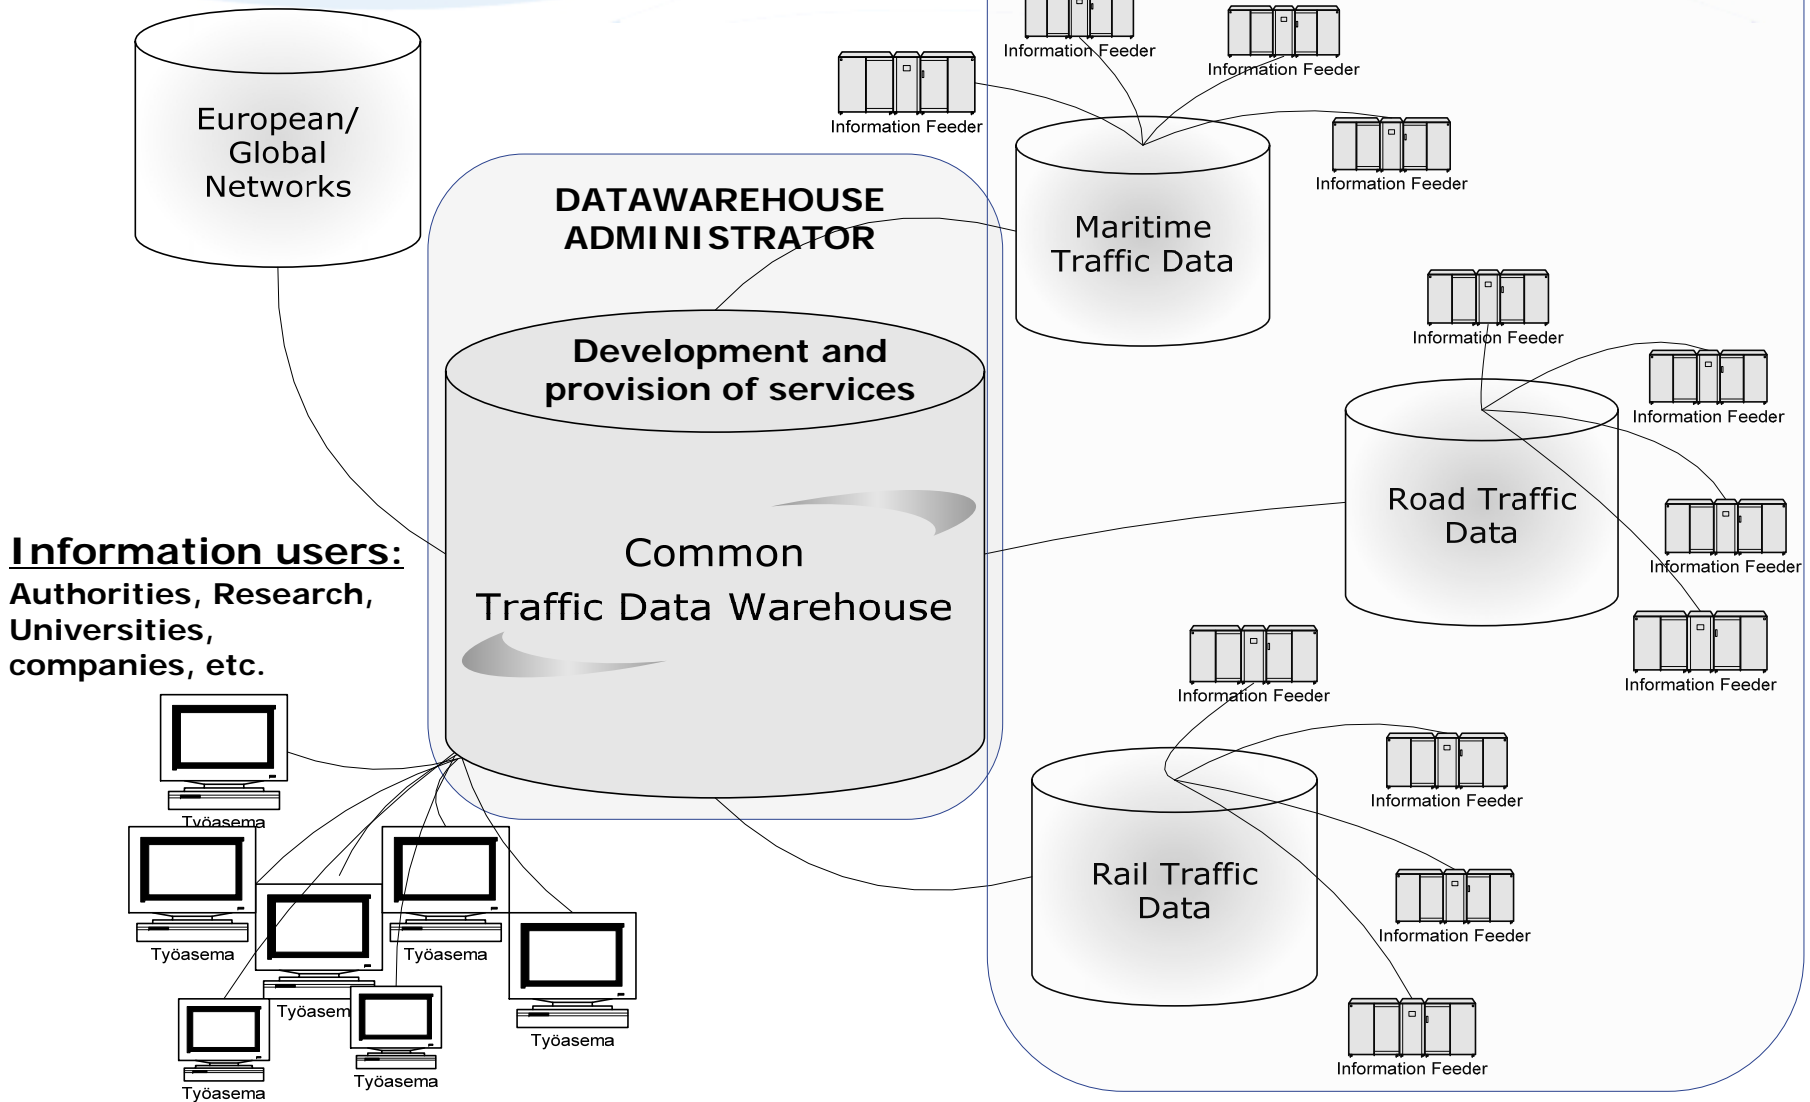 European/
Global
Networks
Information Feeder
Information Feeder
Information Feeder
Information Feeder
DATAWAREHOUSE
ADMINISTRATOR
Maritime
Traffic Data
Development and
provision of services
Common
Traffic Data Warehouse
Information Feeder
Information Feeder
Road Traffic
Data
Information Feeder
Information Feeder
Information users:
Authorities, Research,
Universities,
companies, etc.
Information Feeder
Information Feeder
Rail Traffic
Data
Information Feeder
Information Feeder
Työasema
Työasema
Työasema
Työasem
Työasema
Työasema
Työasema